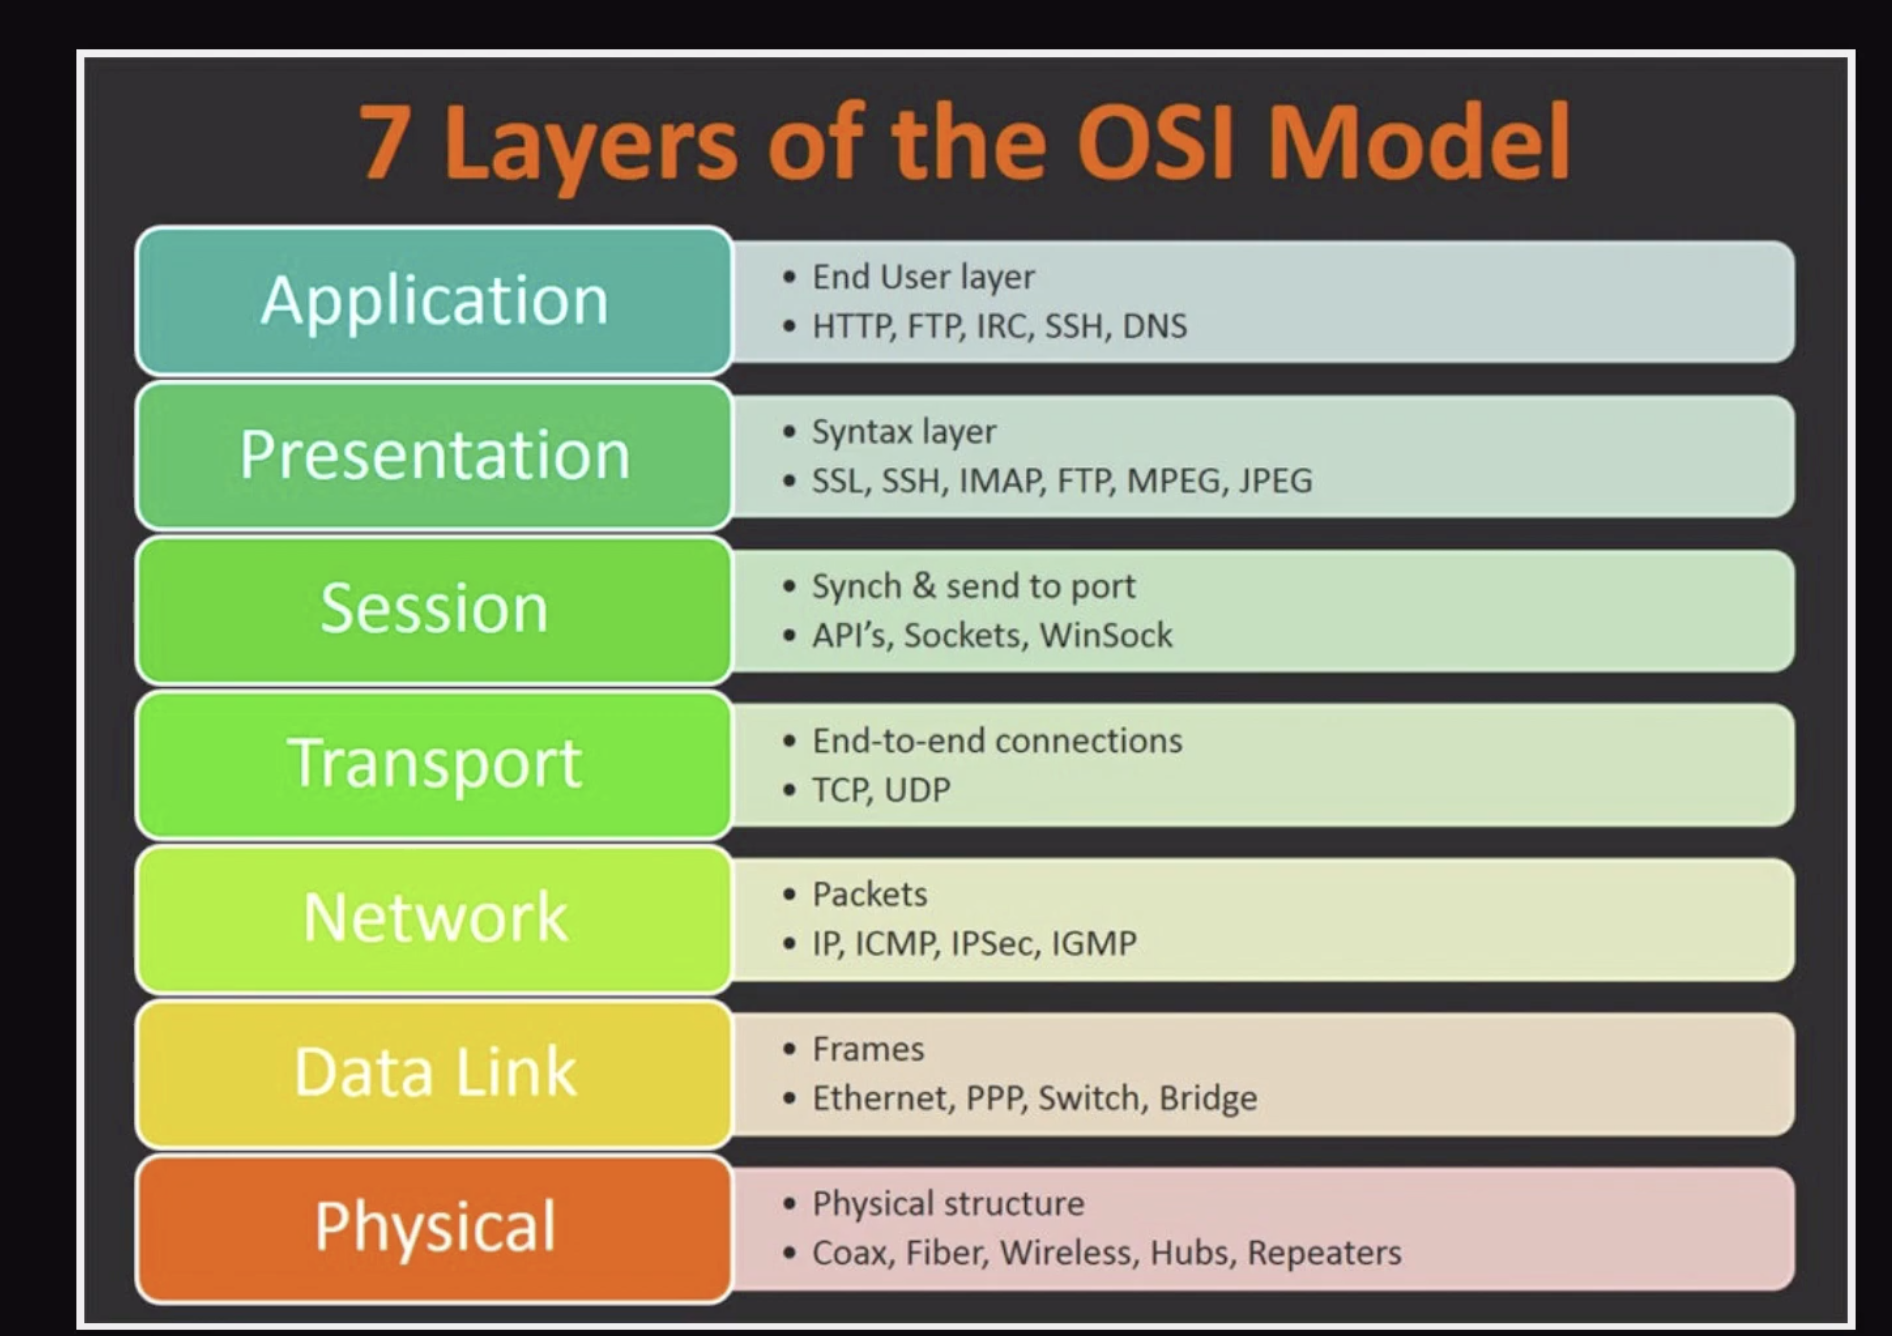 7 Layers of the OSI Model
Application
• End User layer
• HTTP, FTP, IRC, SSH, DNS
Presentation
• Syntax layer
• SSL, SSH, IMAP, FTP, MPEG, JPEG
Session
• Synch & send to port
• API’s, Sockets, WinSock
Transport
• End-to-end connections
• TCP, UDP
Network
• Packets
• IP, ICMP, IPSec, IGMP
Data Link
• Frames
• Ethernet, PPP, Switch, Bridge
Physical
• Physical structure
• Coax, Fiber, Wireless, Hubs, Repeaters